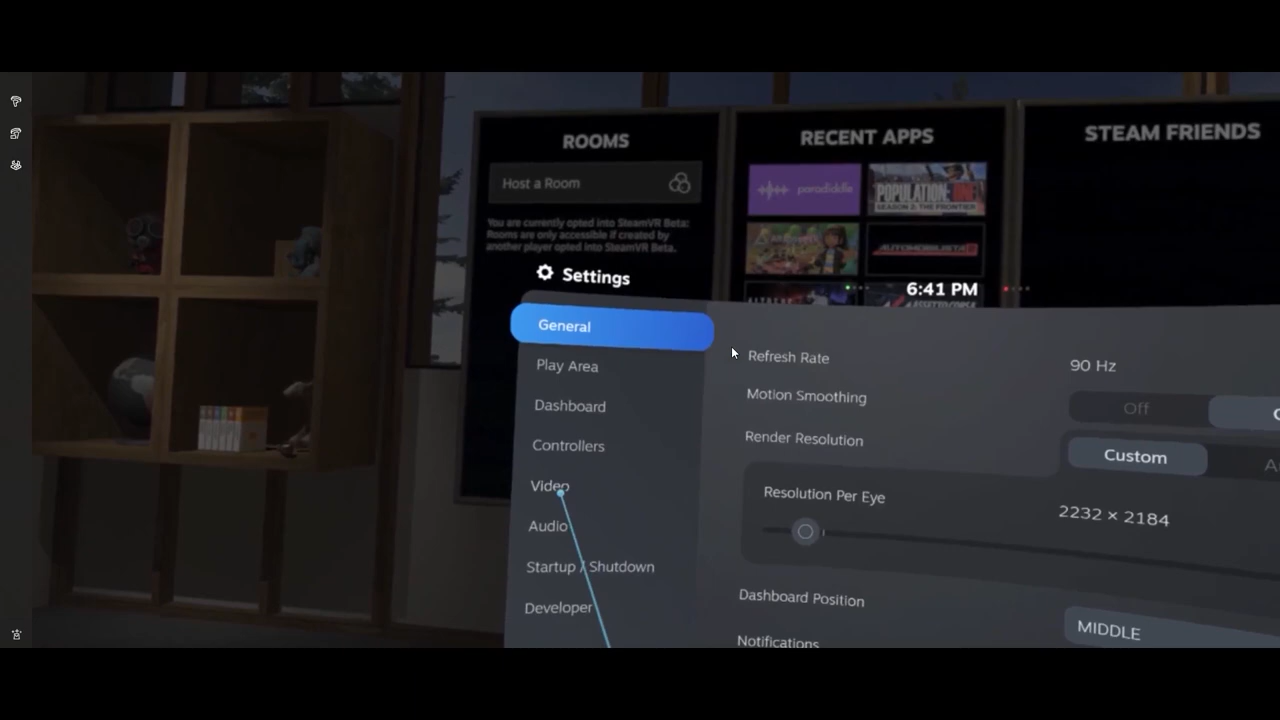 ROOMS
Host a Room
You are currently opted into SteamVR Beta:
Rooms are only accessible if created by
another player opted into SteamVR Beta.
RECENT APPS
paradiddle
POPULATION: ONE
SEASON 2: THE FRONTIER
AUTOMOBILISTA 2
STEAM FRIENDS
6:41 PM
Settings
General
Play Area
Dashboard
Controllers
Video
Audio
Startup / Shutdown
Developer
Refresh Rate
90 Hz
Motion Smoothing
Off
Render Resolution
Custom
Resolution Per Eye
2232 × 2184
Dashboard Position
MIDDLE
Notifications